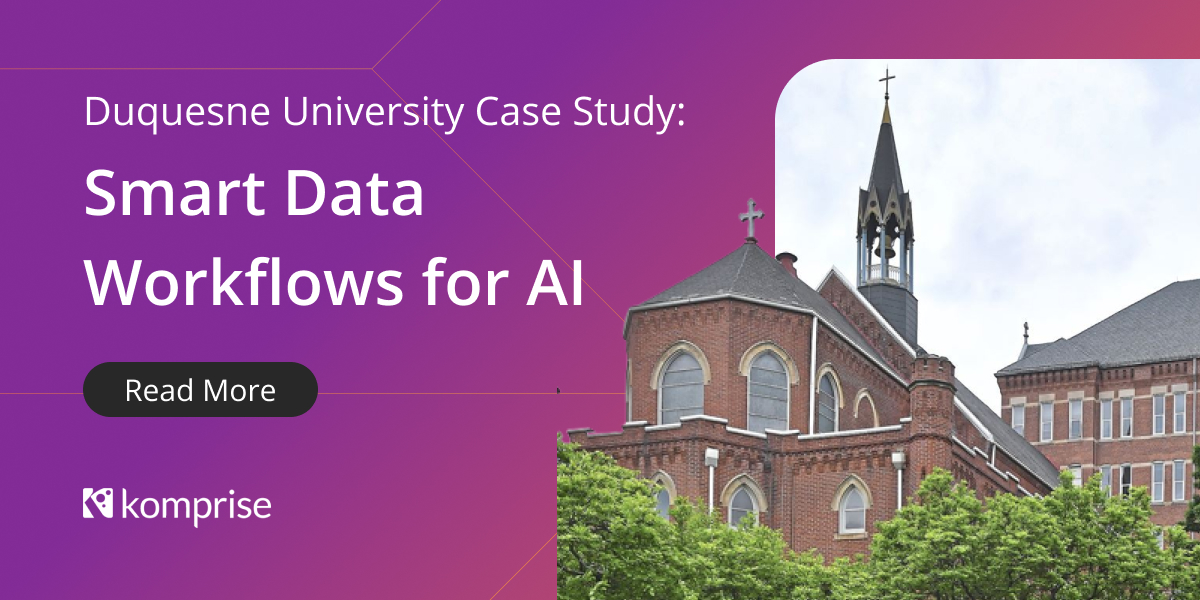 Duquesne University Case Study:
Smart Data
Workflows for AI
Read More
komprise